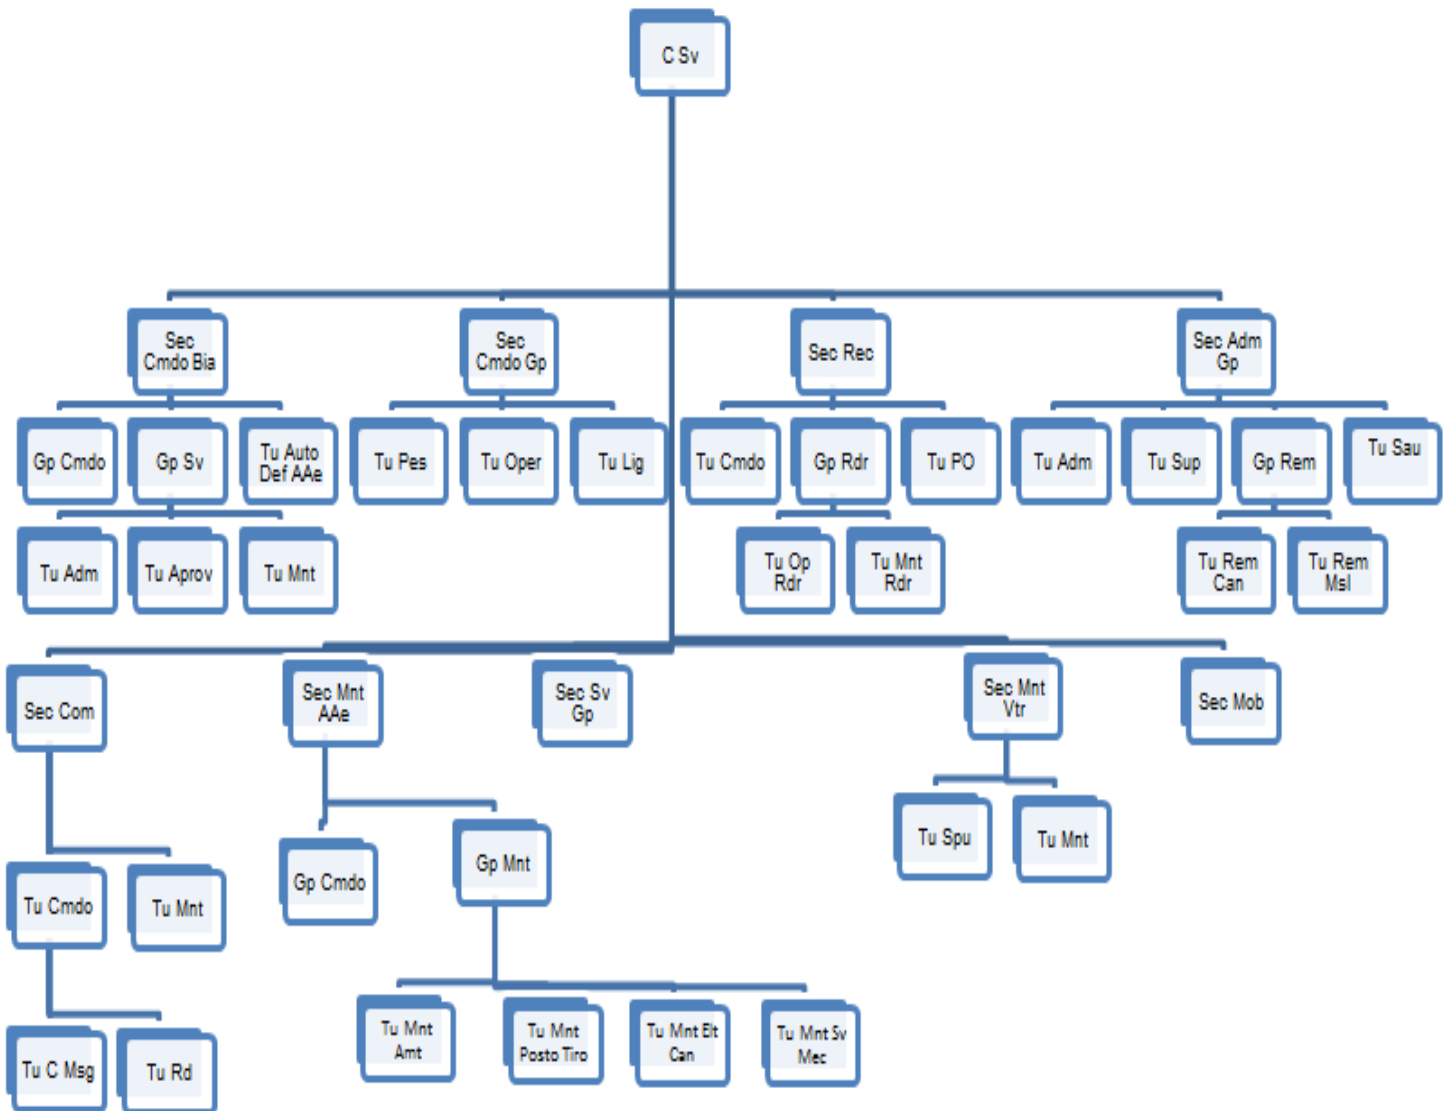 C Sv
Sec
Cmdo Bia
Sec
Cmdo Gp
Sec Rec
Sec Adm
Gp
Gp Cmdo
Gp Sv
Tu Auto
Def AAe
Tu Pes
Tu Oper
Tu Lig
Tu Cmdo
Gp Rdr
Tu PO
Tu Adm
Tu Sup
Gp Rem
Tu Sau
Tu Adm
Tu Aprov
Tu Mnt
Tu Op
Rdr
Tu Mnt
Rdr
Tu Rem
Can
Tu Rem
Msl
Sec Com
Sec Mnt
AAe
Sec Sv
Gp
Sec Mnt
Vtr
Sec Mob
Tu Cmdo
Tu Mnt
Gp Cmdo
Gp Mnt
Tu Spu
Tu Mnt
Tu C Msg
Tu Rd
Tu Mnt
Amt
Tu Mnt
Posto Tiro
Tu Mnt Elt
Can
Tu Mnt Sv
Mec